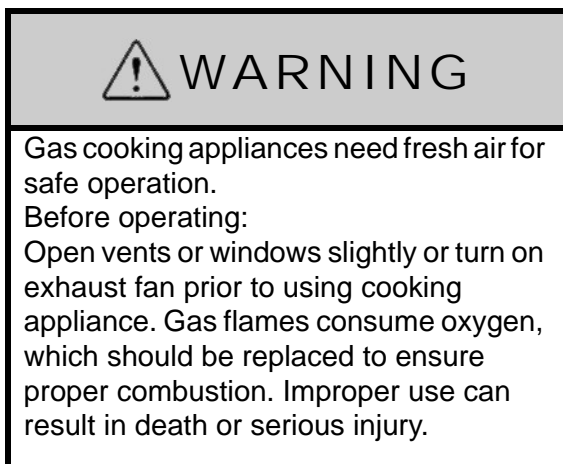 WARNING
Gas cooking appliances need fresh air for
safe operation.
Before operating:
Open vents or windows slightly or turn on
exhaust fan prior to using cooking
appliance. Gas flames consume oxygen,
which should be replaced to ensure
proper combustion. Improper use can
result in death or serious injury.